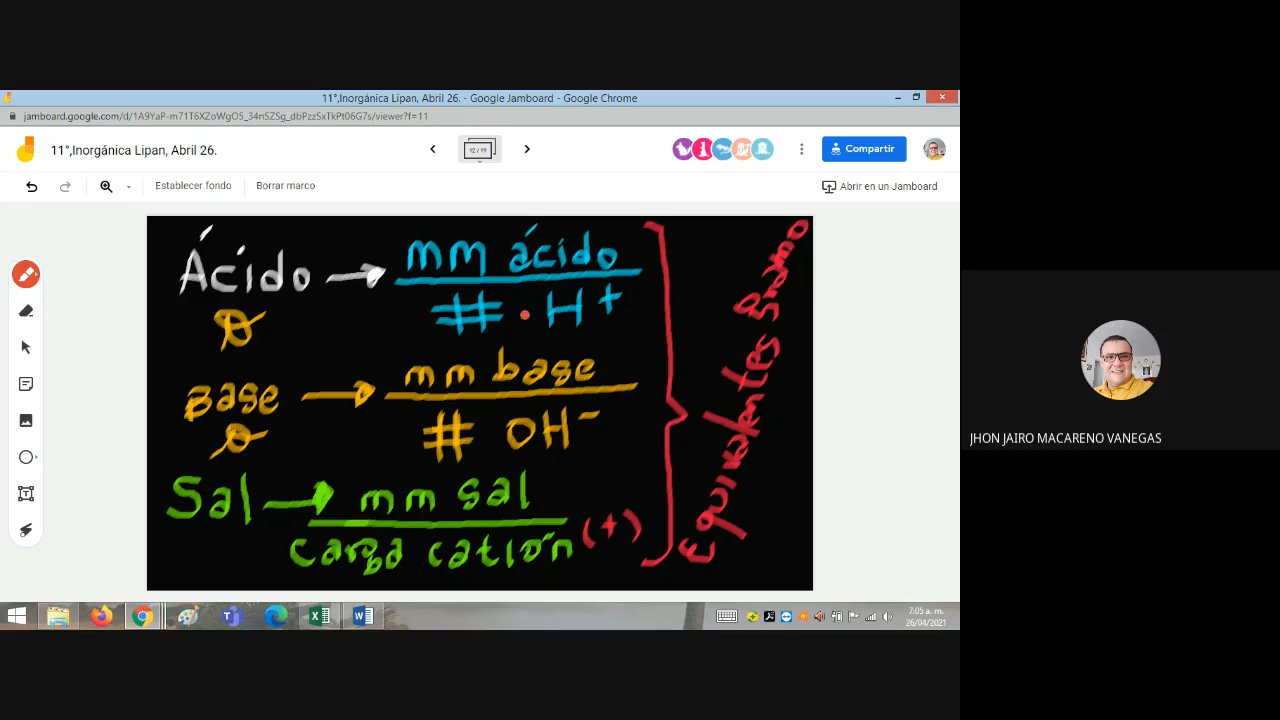 11°,Inorgánica Lipan, Abril 26. - Google Jamboard - Google Chrome
jamboard.google.com/d/1A9YaP-m71T6XZoWgO5_34nSZSg_dbPzzSxTkPt06G7s/viewer?f=11
11°,Inorgánica Lipan, Abril 26.
12 / 19
Compartir
Establecer fondo
Borrar marco
Abrir en un Jamboard
Ácído → mm ácído
# · H+
Base → mm base
# OH-
Sal → mm sal
carga catión (+)
Equivalentes Gramo
JHON JAIRO MACARENO VANEGAS
7:05 a. m.
26/04/2021